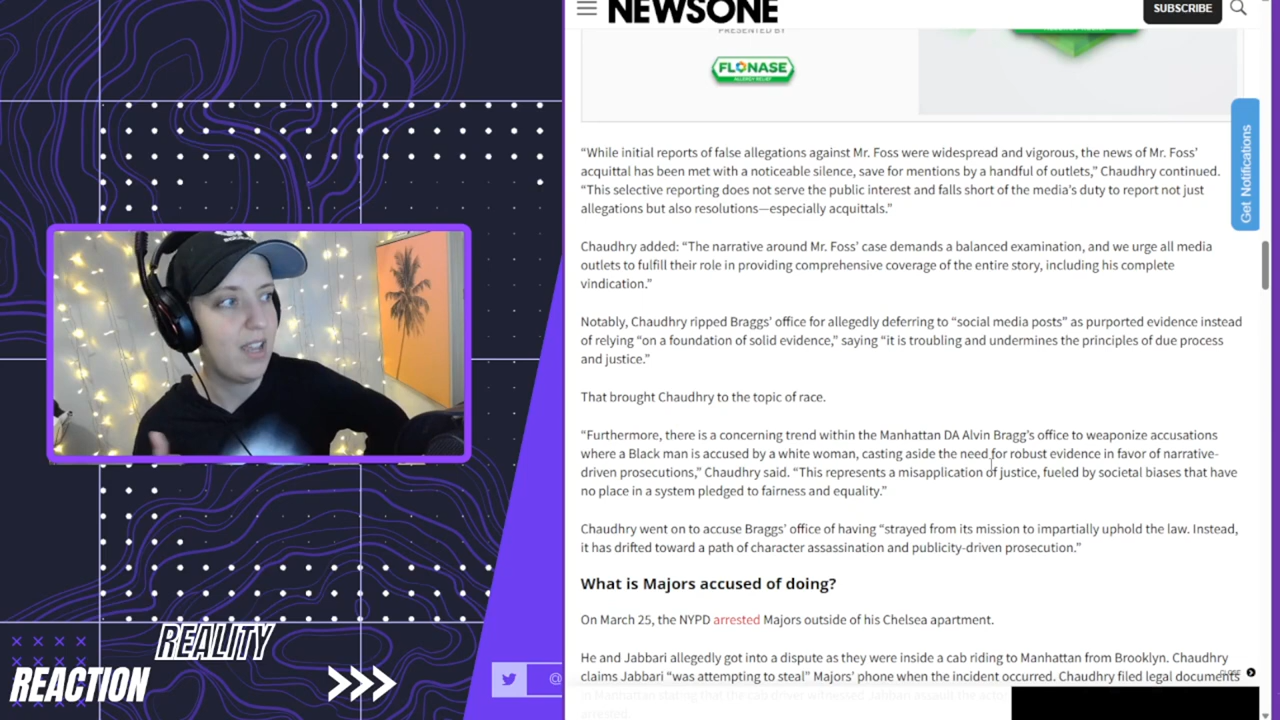 NEWSONE
SUBSCRIBE
PRESENTED BY
FLONASE
ALLERGY RELIEF
Get Notifications
“While initial reports of false allegations against Mr. Foss were widespread and vigorous, the news of Mr. Foss’
acquittal has been met with a noticeable silence, save for mentions by a handful of outlets,” Chaudhry continued.
“This selective reporting does not serve the public interest and falls short of the media’s duty to report not just
allegations but also resolutions—especially acquittals.”
Chaudhry added: “The narrative around Mr. Foss’ case demands a balanced examination, and we urge all media
outlets to fulfill their role in providing comprehensive coverage of the entire story, including his complete
vindication.”
Notably, Chaudhry ripped Braggs’ office for allegedly deferring to “social media posts” as purported evidence instead
of relying “on a foundation of solid evidence,” saying “it is troubling and undermines the principles of due process
and justice.”
That brought Chaudhry to the topic of race.
“Furthermore, there is a concerning trend within the Manhattan DA Alvin Bragg’s office to weaponize accusations
where a Black man is accused by a white woman, casting aside the need for robust evidence in favor of narrative-
driven prosecutions,” Chaudhry said. “This represents a misapplication of justice, fueled by societal biases that have
no place in a system pledged to fairness and equality.”
Chaudhry went on to accuse Braggs’ office of having “strayed from its mission to impartially uphold the law. Instead,
it has drifted toward a path of character assassination and publicity-driven prosecution.”
What is Majors accused of doing?
On March 25, the NYPD arrested Majors outside of his Chelsea apartment.
He and Jabbari allegedly got into a dispute as they were inside a cab riding to Manhattan from Brooklyn. Chaudhry
claims Jabbari “was attempting to steal” Majors’ phone when the incident occurred. Chaudhry filed legal documents
in Manhattan stating that the cab driver witnessed Jabbari assault the
arrested
REALITY
REACTION
@